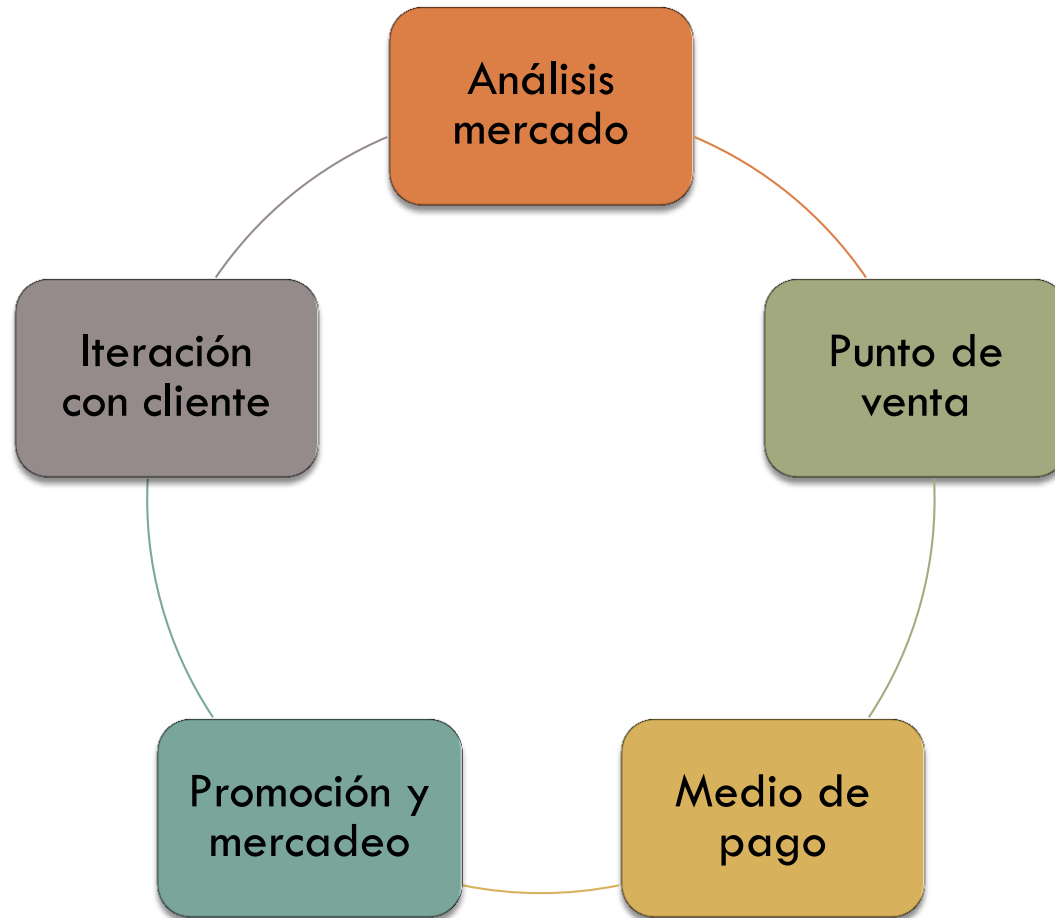 Análisis
mercado
Punto de
venta
Medio de
pago
Promoción y
mercadeo
Iteración
con cliente